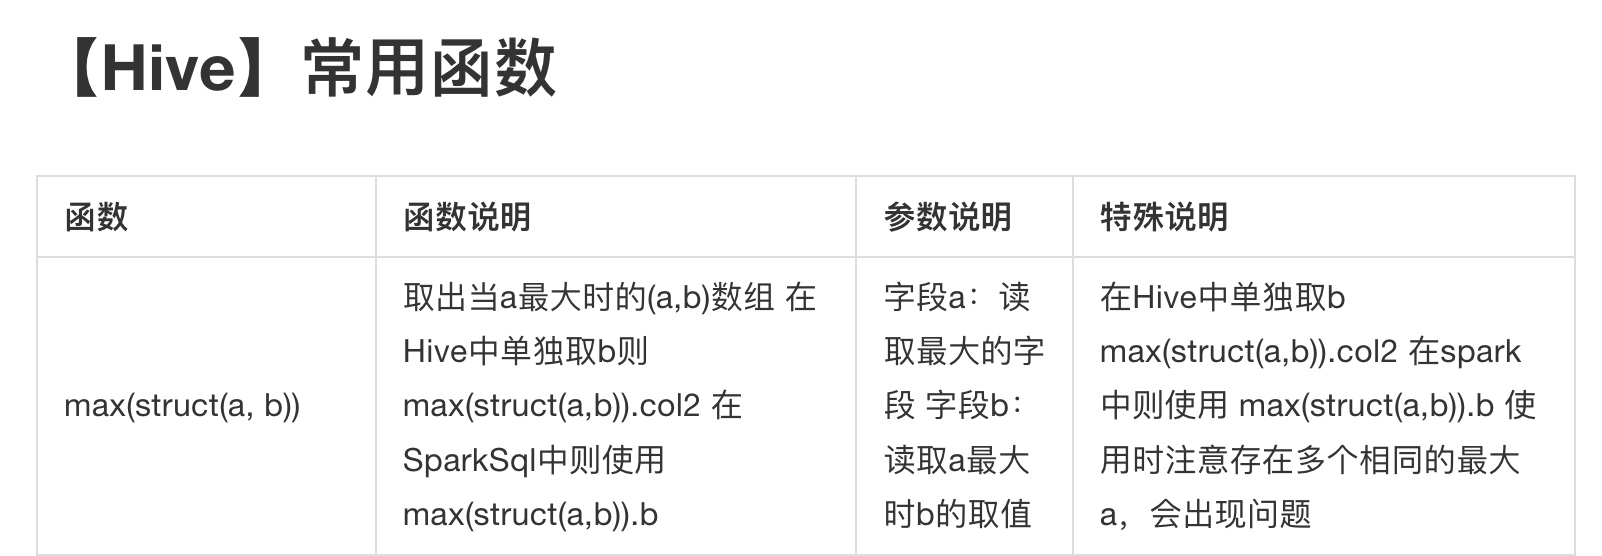 【Hive】常用函数
函数
函数说明
参数说明
特殊说明
max(struct(a, b))
取出当a最大时的(a,b)数组 在
Hive中单独取b则
max(struct(a,b)).col2 在
SparkSql中则使用
max(struct(a,b)).b
字段a：读
取最大的字
段 字段b：
读取a最大
时b的取值
在Hive中单独取b
max(struct(a,b)).col2 在spark
中则使用 max(struct(a,b)).b 使
用时注意存在多个相同的最大
a，会出现问题